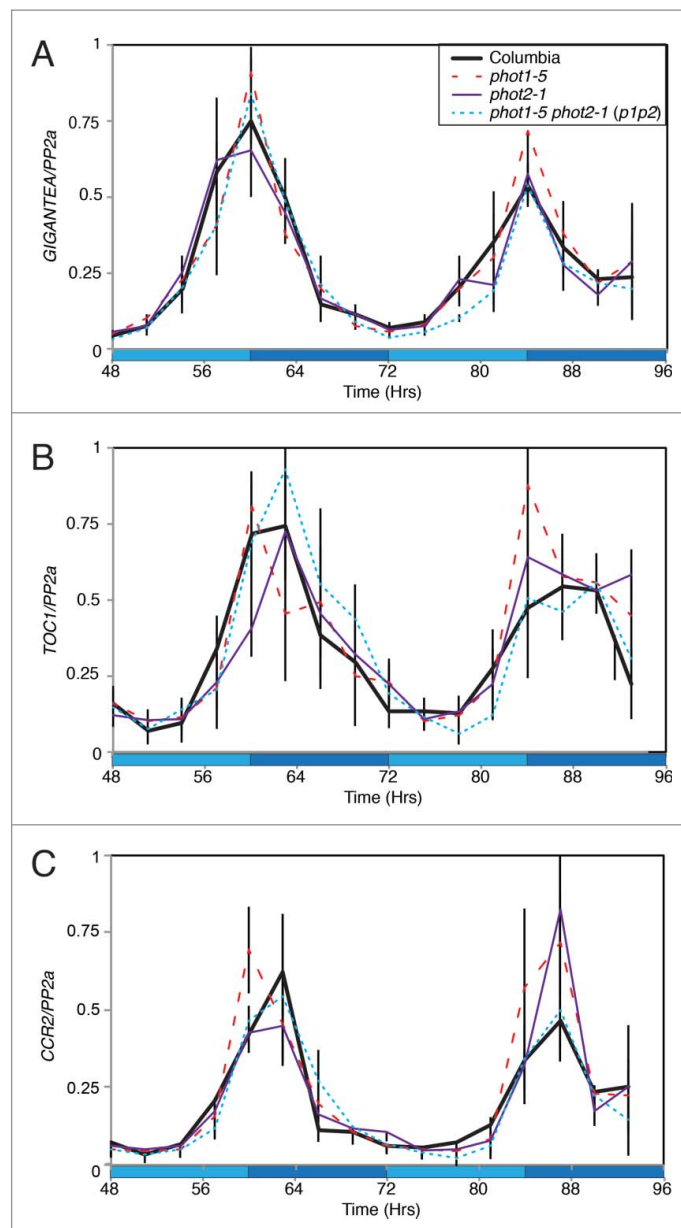 A
Columbia
phot1-5
phot2-1
phot1-5 phot2-1 (p1p2)
GIGANTEA/PP2a
1
0.75
0.5
0.25
0
48 56 64 72 80 88 96
Time (Hrs)
B
TOC1/PP2a
1
0.75
0.5
0.25
0
48 56 64 72 80 88 96
Time (Hrs)
C
CCR2/PP2a
1
0.75
0.5
0.25
0
48 56 64 72 80 88 96
Time (Hrs)